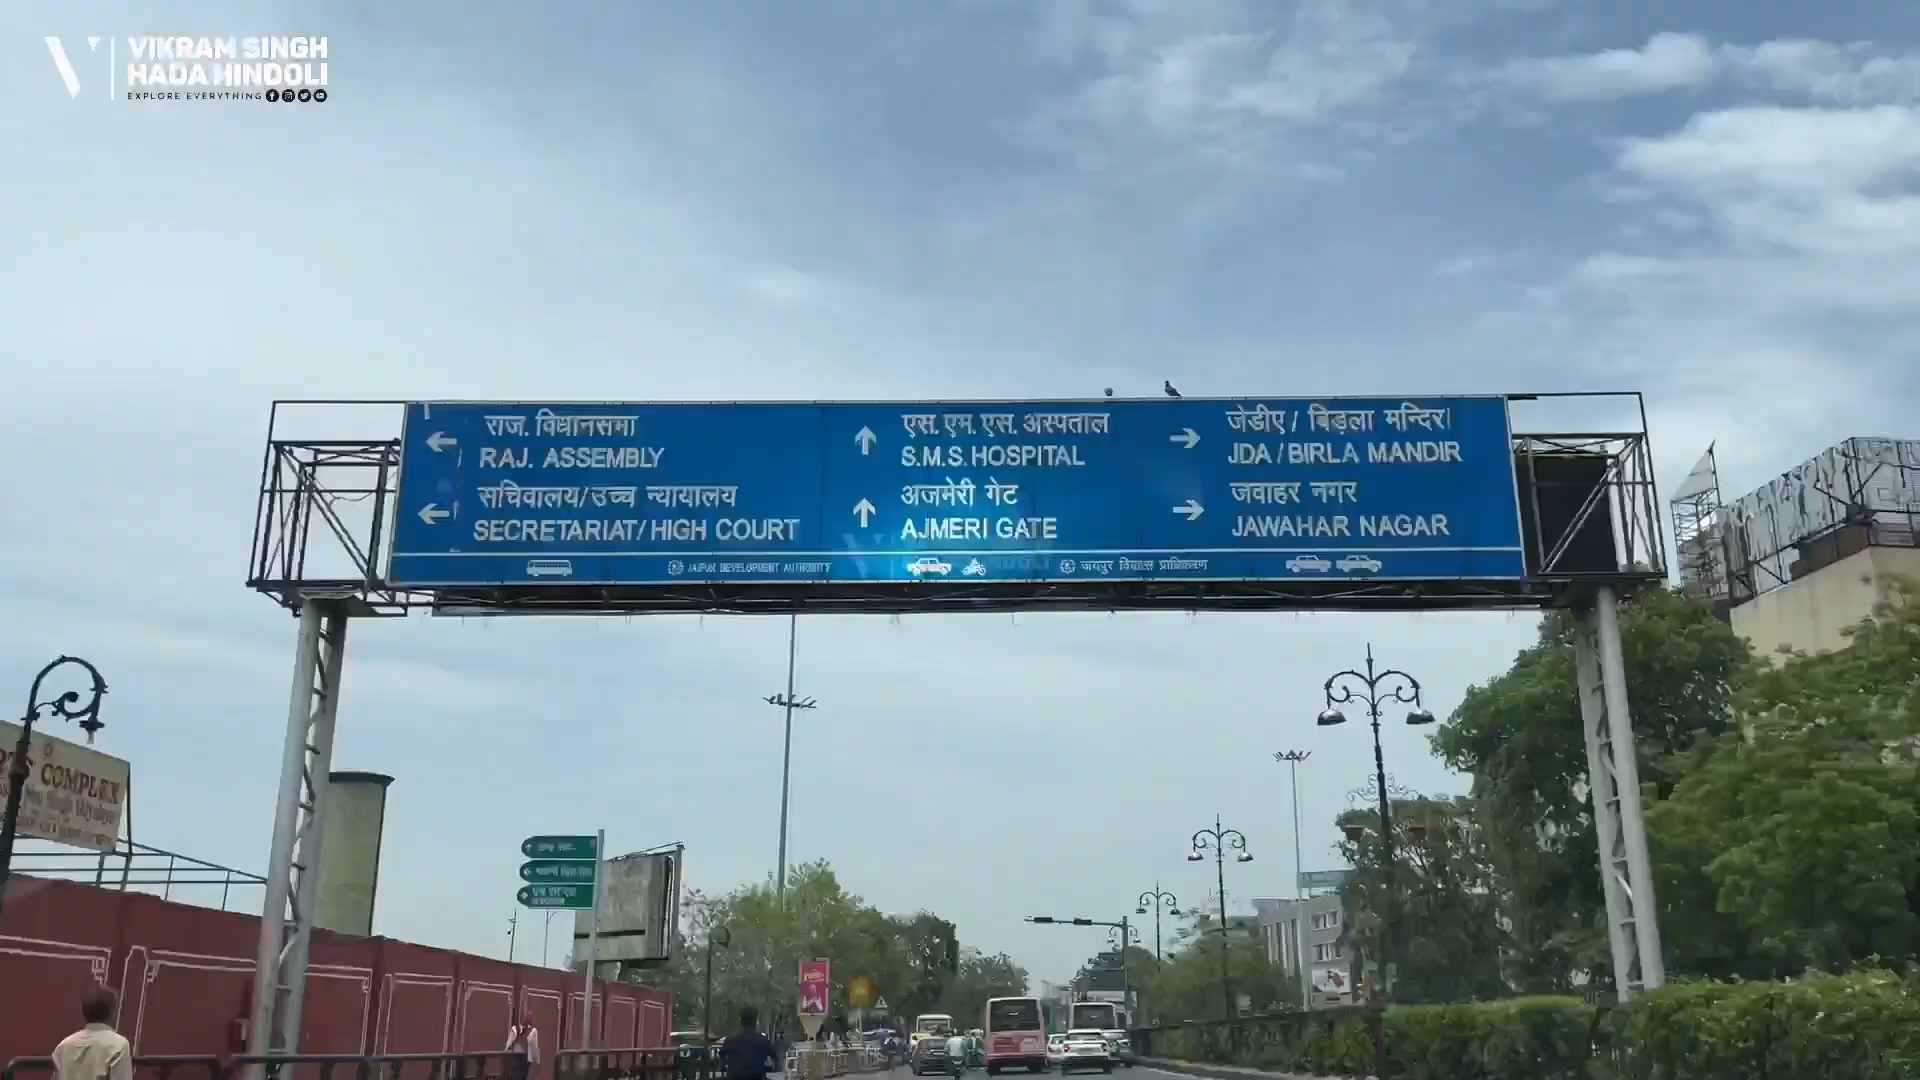 VIKRAM SINGH
HADA HINDOLI
EXPLORE EVERYTHING
राज. विधानसभा
RAJ. ASSEMBLY
सचिवालय/उच्च न्यायालय
SECRETARIAT/HIGH COURT
एस.एम.एस. अस्पताल
S.M.S. HOSPITAL
अजमेरी गेट
AJMERI GATE
जेडीए / बिड़ला मन्दिर
JDA / BIRLA MANDIR
जवाहर नगर
JAWAHAR NAGAR
JAIPUR DEVELOPMENT AUTHORITY
जयपुर विकास प्राधिकरण
COMPLEX